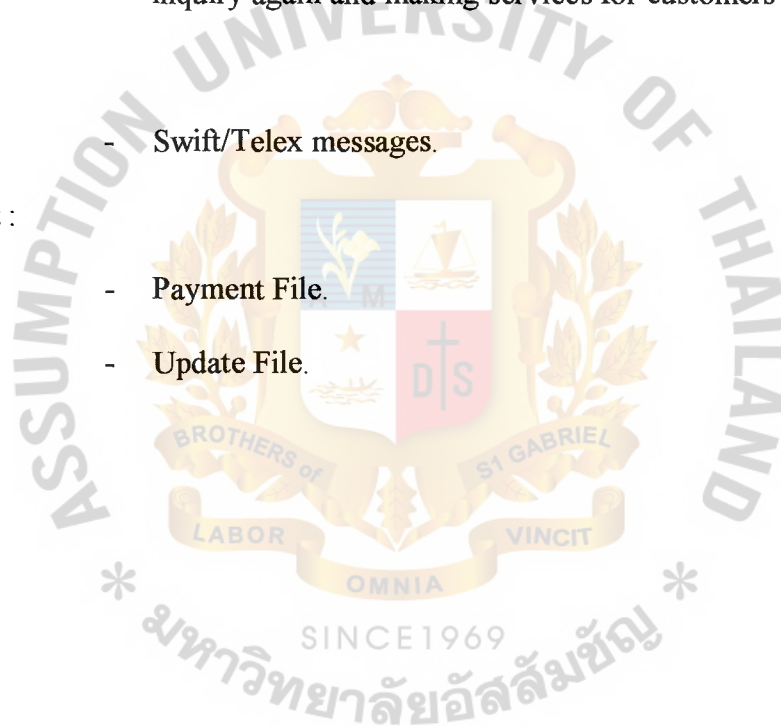 inquiry again and making services for customers
- Swift/Telex messages.
:
- Payment File.
- Update File.
ASSUMPTION UNIVERSITY OF THAILAND
M
D S
BROTHERS of ST GABRIEL
LABOR VINCIT
OMNIA
SINCE1969
* มหาวิทยาลัยอัสสัมชัญ *